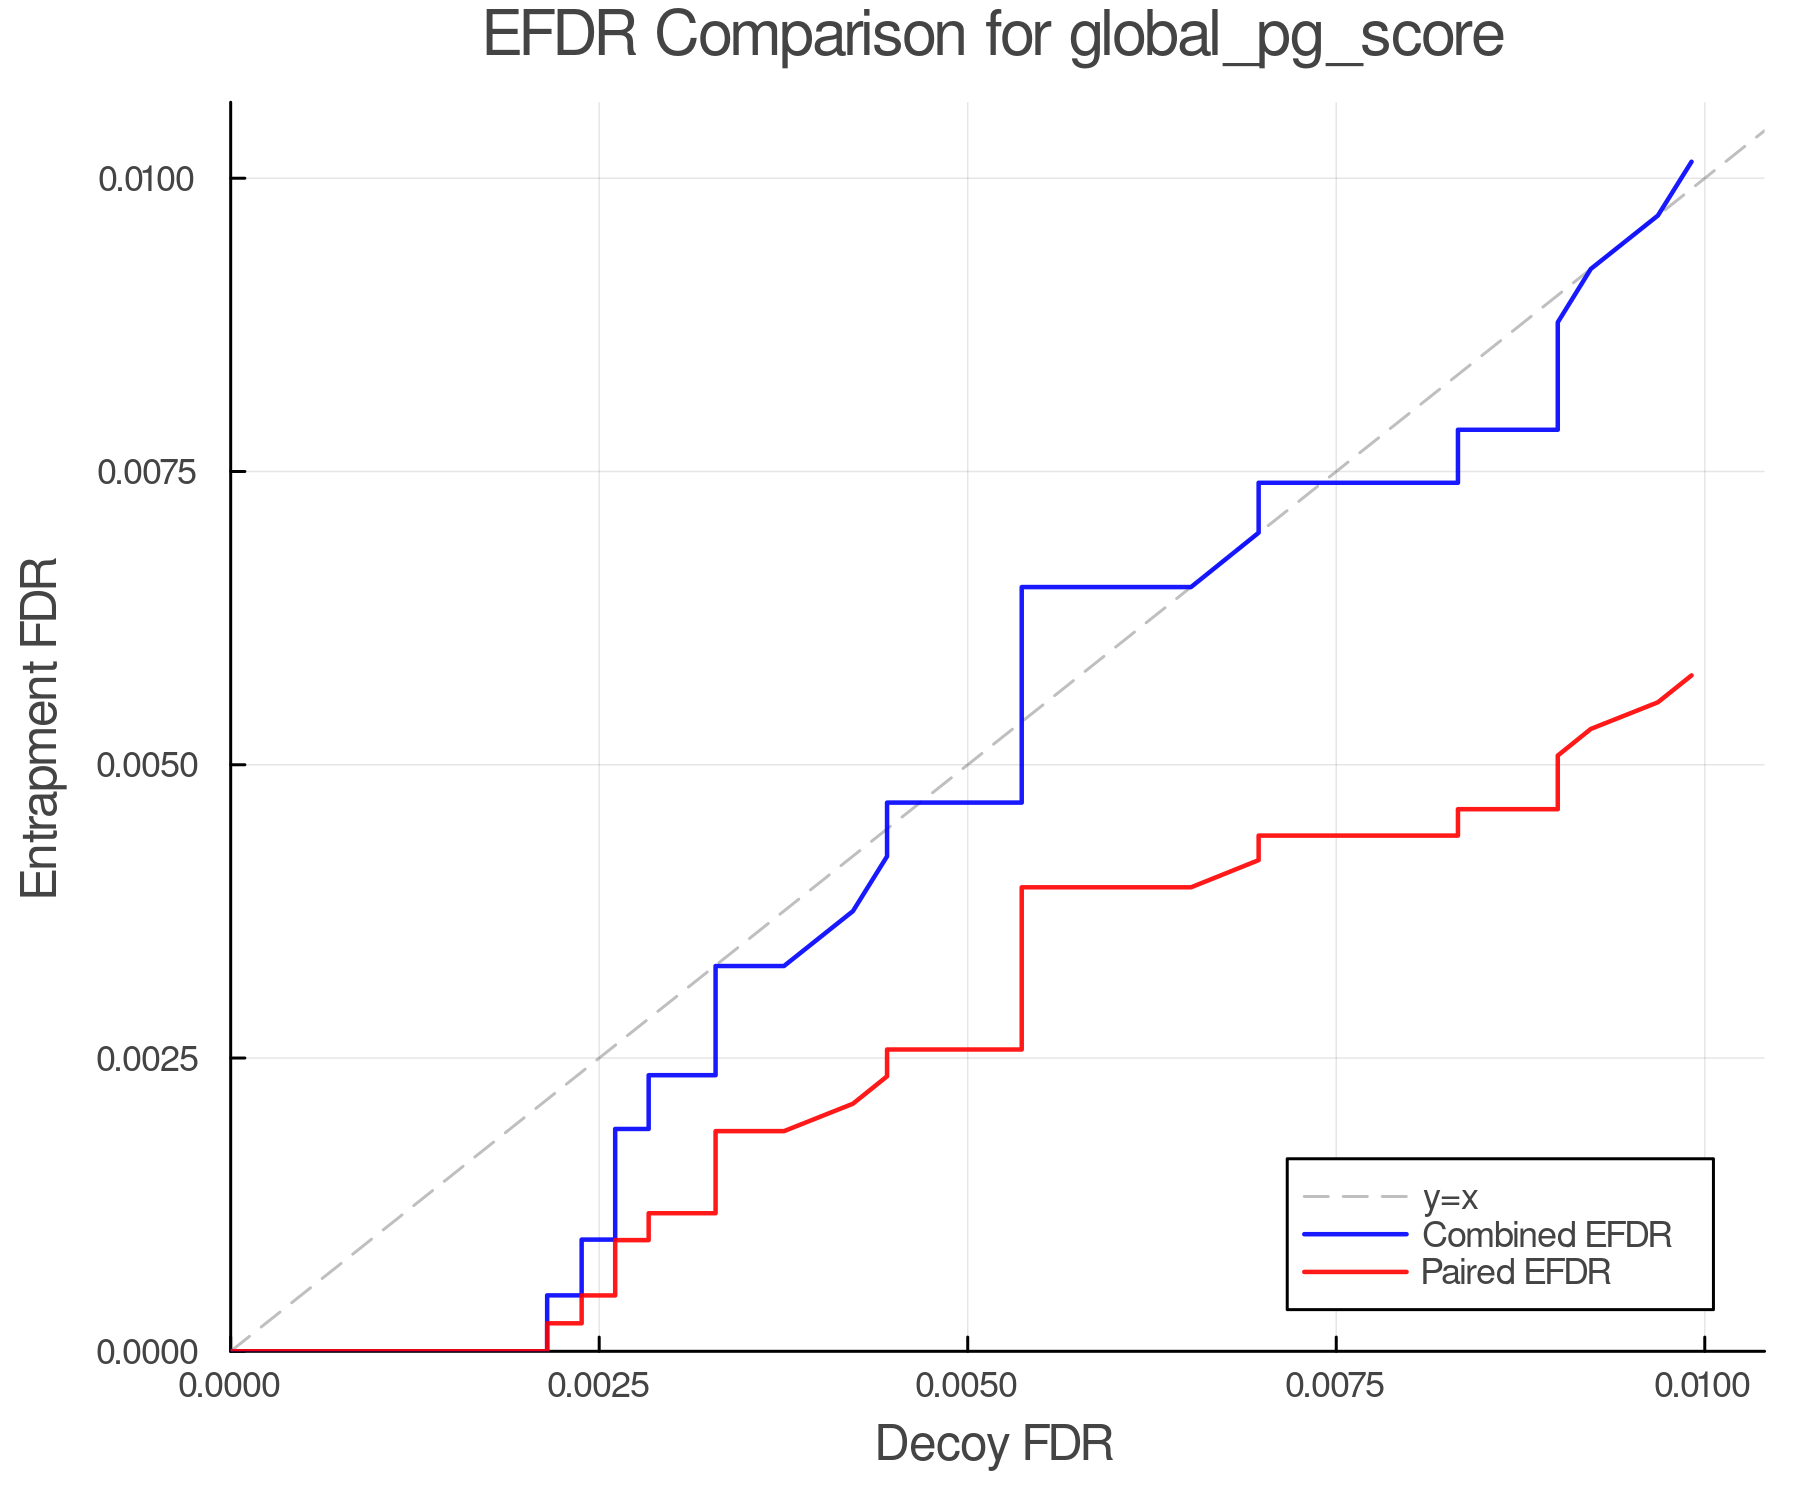 EFDR Comparison for global_pg_score
Entrapment FDR
0.0100
0.0075
0.0050
0.0025
0.0000
0.0000
0.0025
0.0050
0.0075
0.0100
Decoy FDR
y=x
Combined EFDR
Paired EFDR